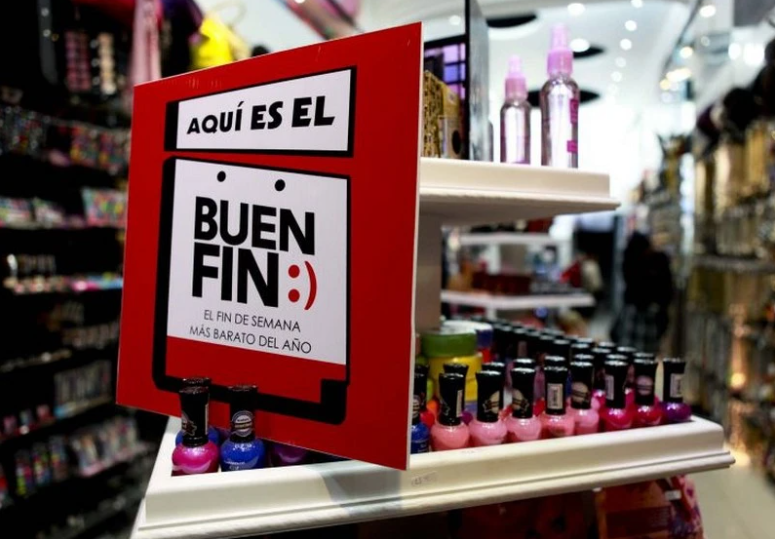 AQUÍ ES EL
BUEN
FIN:)
EL FIN DE SEMANA
MÁS BARATO DEL AÑO